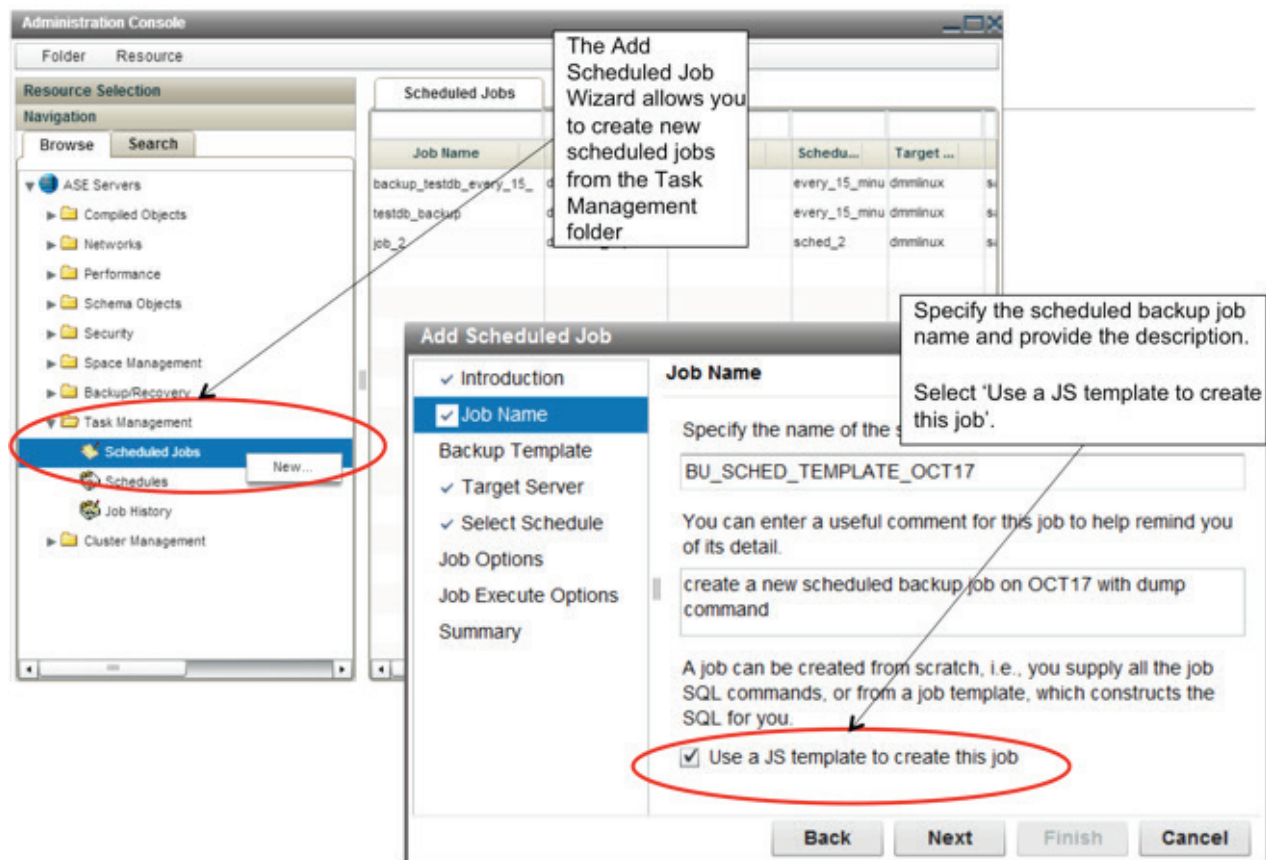 Administration Console
Folder Resource
Resource Selection
Navigation
Browse Search
ASE Servers
Compiled Objects
Networks
Performance
Schema Objects
Security
Space Management
Backup/Recovery
Task Management
Scheduled Jobs
New...
Schedules
Job History
Cluster Management
Scheduled Jobs
Job Name Schedu... Target ...
backup_testdb_every_15_ every_15_minu dmmlinux
testdb_backup every_15_minu dmmlinux
job_2 sched_2 dmmlinux
The Add
Scheduled Job
Wizard allows you
to create new
scheduled jobs
from the Task
Management
folder
Specify the scheduled backup job
name and provide the description.
Select ‘Use a JS template to create
this job’.
Add Scheduled Job
Introduction
Job Name
Backup Template
Target Server
Select Schedule
Job Options
Job Execute Options
Summary
Job Name
Specify the name of the
BU_SCHED_TEMPLATE_OCT17
You can enter a useful comment for this job to help remind you
of its detail.
create a new scheduled backup job on OCT17 with dump
command
A job can be created from scratch, i.e., you supply all the job
SQL commands, or from a job template, which constructs the
SQL for you.
Use a JS template to create this job
Back Next Finish Cancel